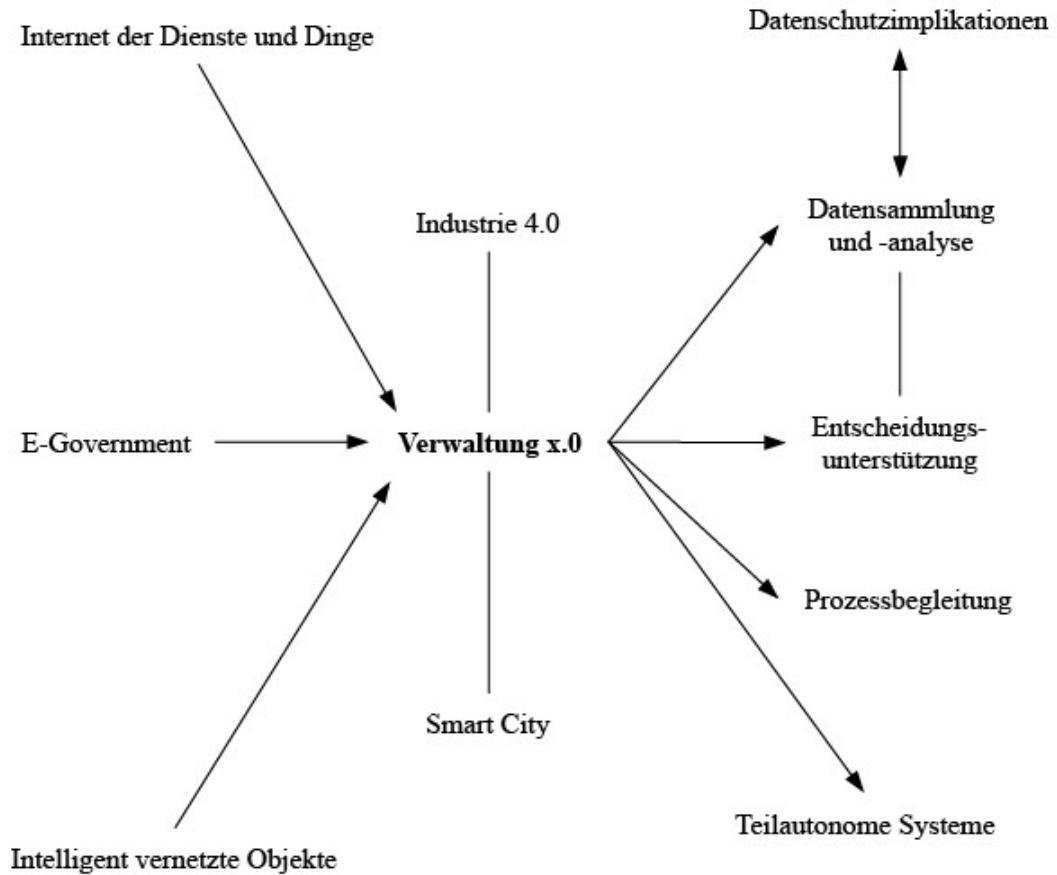 Internet der Dienste und Dinge
Datenschutzimplikationen
Industrie 4.0
Datensammlung
und -analyse
E-Government
Verwaltung x.0
Entscheidungs-
unterstützung
Prozessbegleitung
Smart City
Teilautonome Systeme
Intelligent vernetzte Objekte